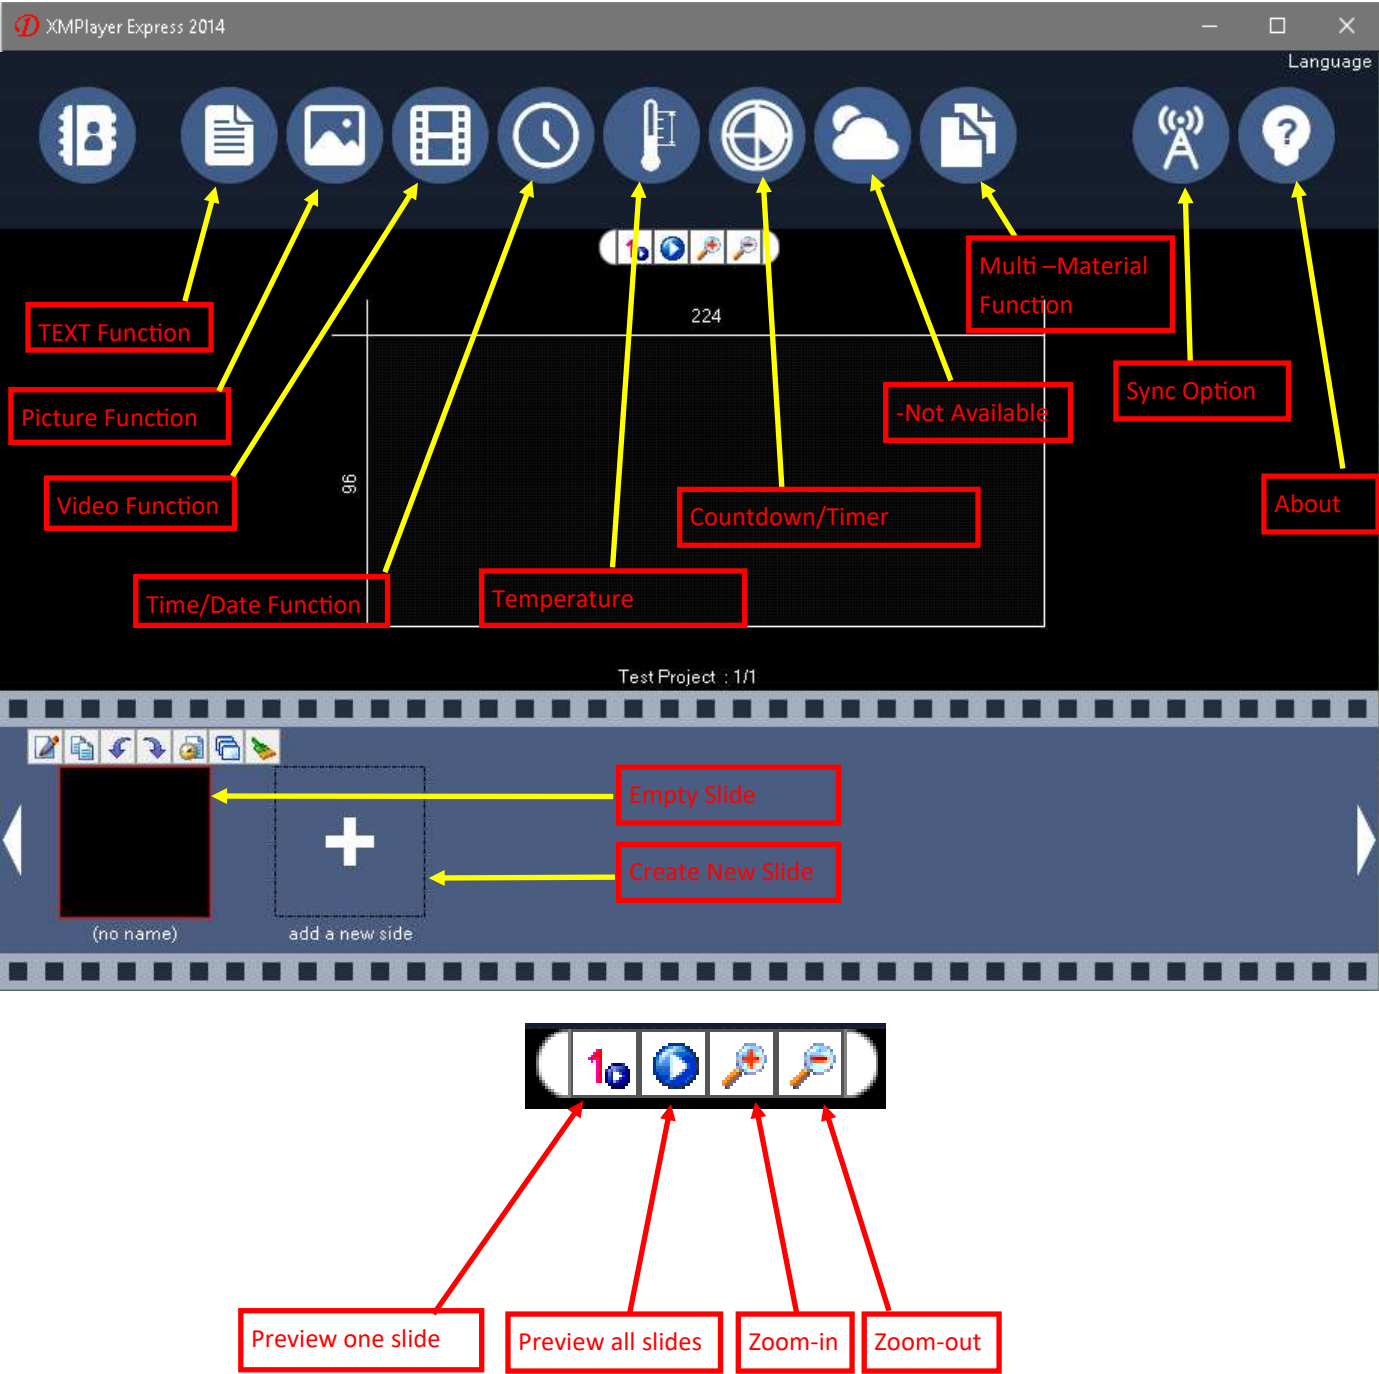 XMPlayer Express 2014
Language
TEXT Function
Picture Function
Video Function
Time/Date Function
Temperature
Countdown/Timer
-Not Available
Multi –Material
Function
Sync Option
About
224
96
Test Project : 1/1
Empty Slide
Create New Slide
(no name)
add a new side
1
Preview one slide
Preview all slides
Zoom-in
Zoom-out